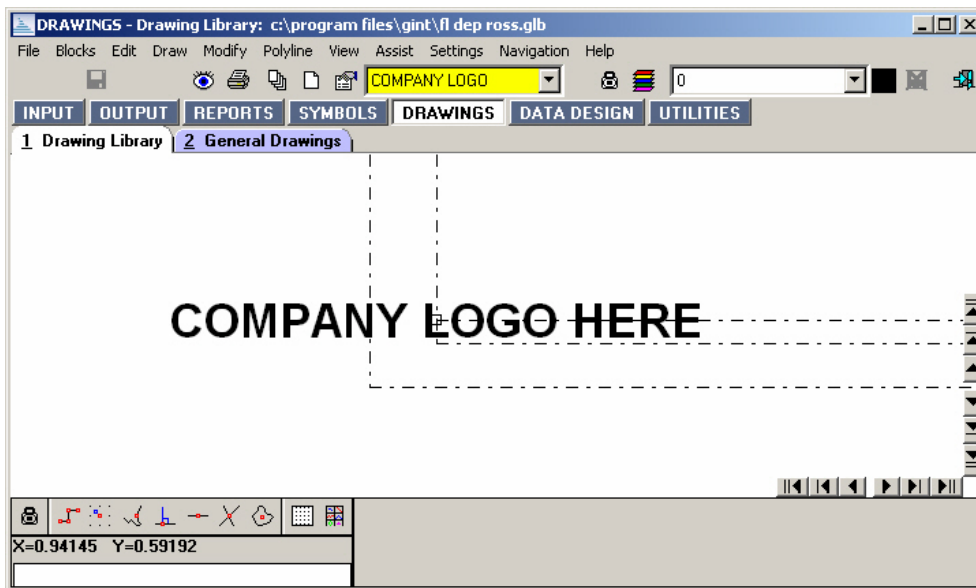 DRAWINGS - Drawing Library: c:\program files\gint\fl dep ross.glb
File Blocks Edit Draw Modify Polyline View Assist Settings Navigation Help
COMPANY LOGO 0
INPUT OUTPUT REPORTS SYMBOLS DRAWINGS DATA DESIGN UTILITIES
1 Drawing Library 2 General Drawings
COMPANY LOGO HERE
X=0.94145 Y=0.59192